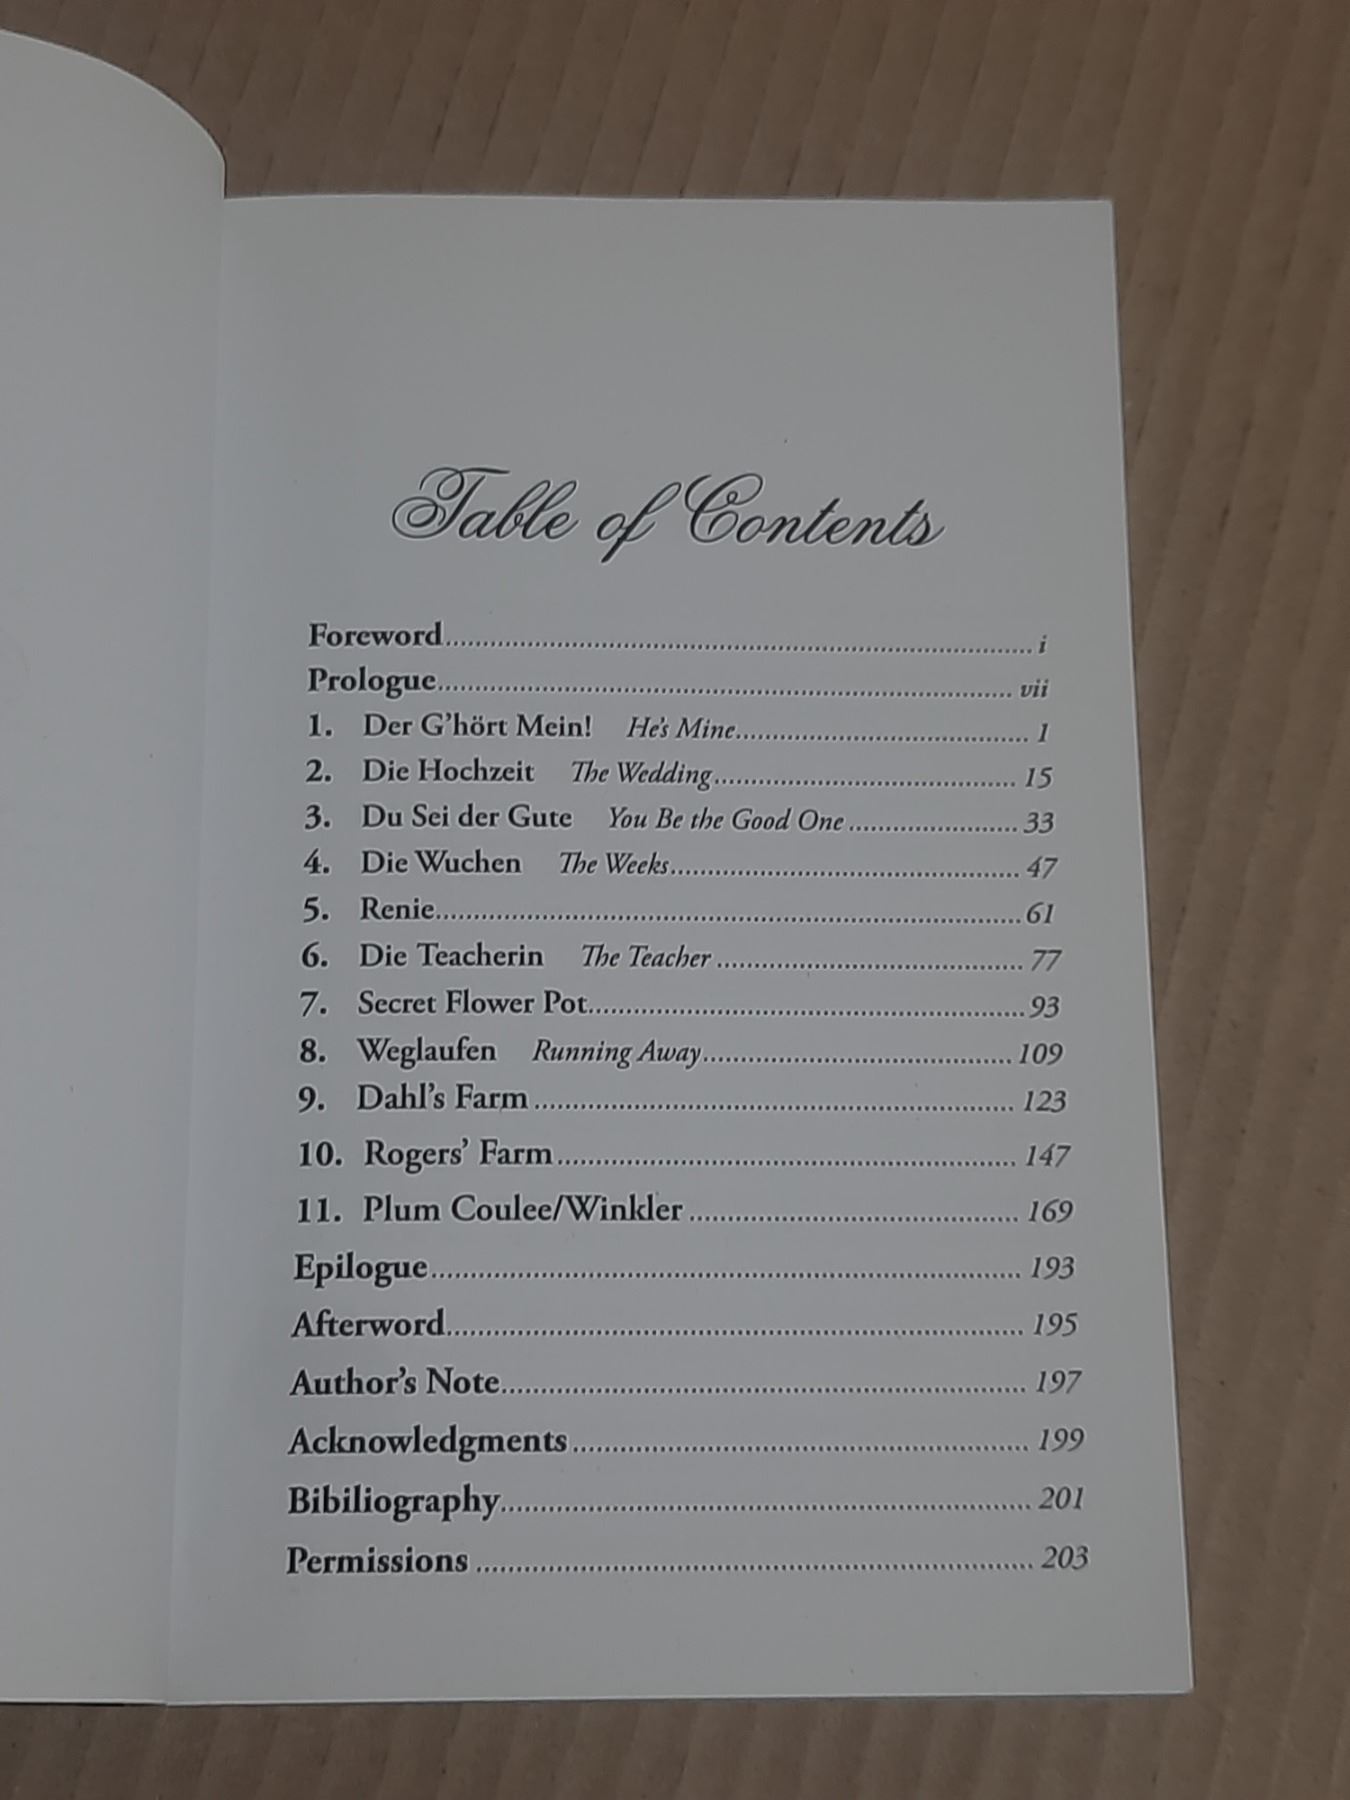 Table of Contents
Foreword.......... i
Prologue.......... vii
1. Der G'hört Mein! He's Mine.......... 1
2. Die Hochzeit The Wedding.......... 15
3. Du Sei der Gute You Be the Good One.......... 33
4. Die Wuchen The Weeks.......... 47
5. Renie.......... 61
6. Die Teacherin The Teacher.......... 77
7. Secret Flower Pot.......... 93
8. Weglaufen Running Away.......... 109
9. Dahl's Farm.......... 123
10. Rogers' Farm.......... 147
11. Plum Coulee/Winkler.......... 169
Epilogue.......... 193
Afterword.......... 195
Author's Note.......... 197
Acknowledgments.......... 199
Bibiliography.......... 201
Permissions.......... 203